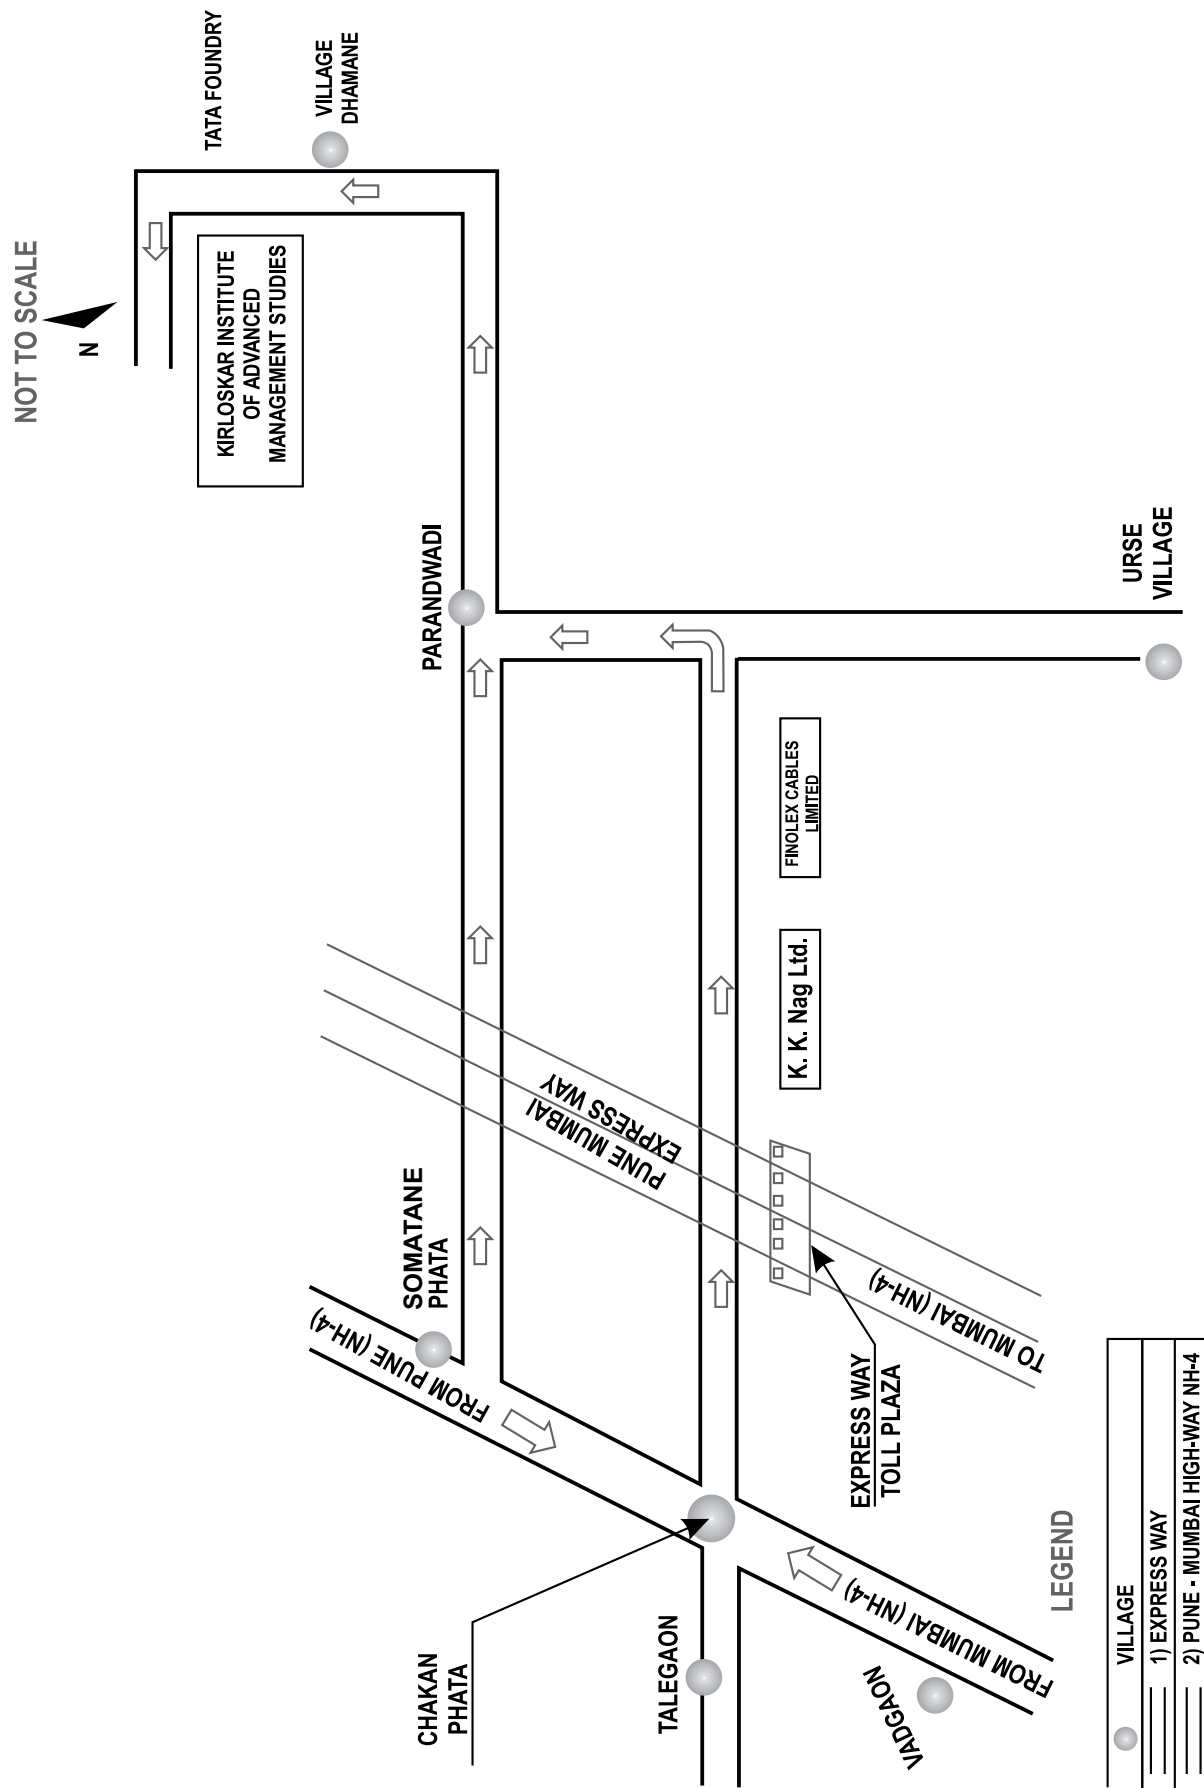 NOT TO SCALE
N
TATA FOUNDRY
VILLAGE
DHAMANE
KIRLOSKAR INSTITUTE
OF ADVANCED
MANAGEMENT STUDIES
PARANDWADI
URSE
VILLAGE
SOMATANE
PHATA
FROM PUNE (NH-4)
PUNE MUMBAI
EXPRESS WAY
FINOLEX CABLES
LIMITED
K. K. Nag Ltd.
TO MUMBAI (NH-4)
EXPRESS WAY
TOLL PLAZA
CHAKAN
PHATA
TALEGAON
VADGAON
FROM MUMBAI (NH-4)
LEGEND
VILLAGE
1) EXPRESS WAY
2) PUNE - MUMBAI HIGH-WAY NH-4